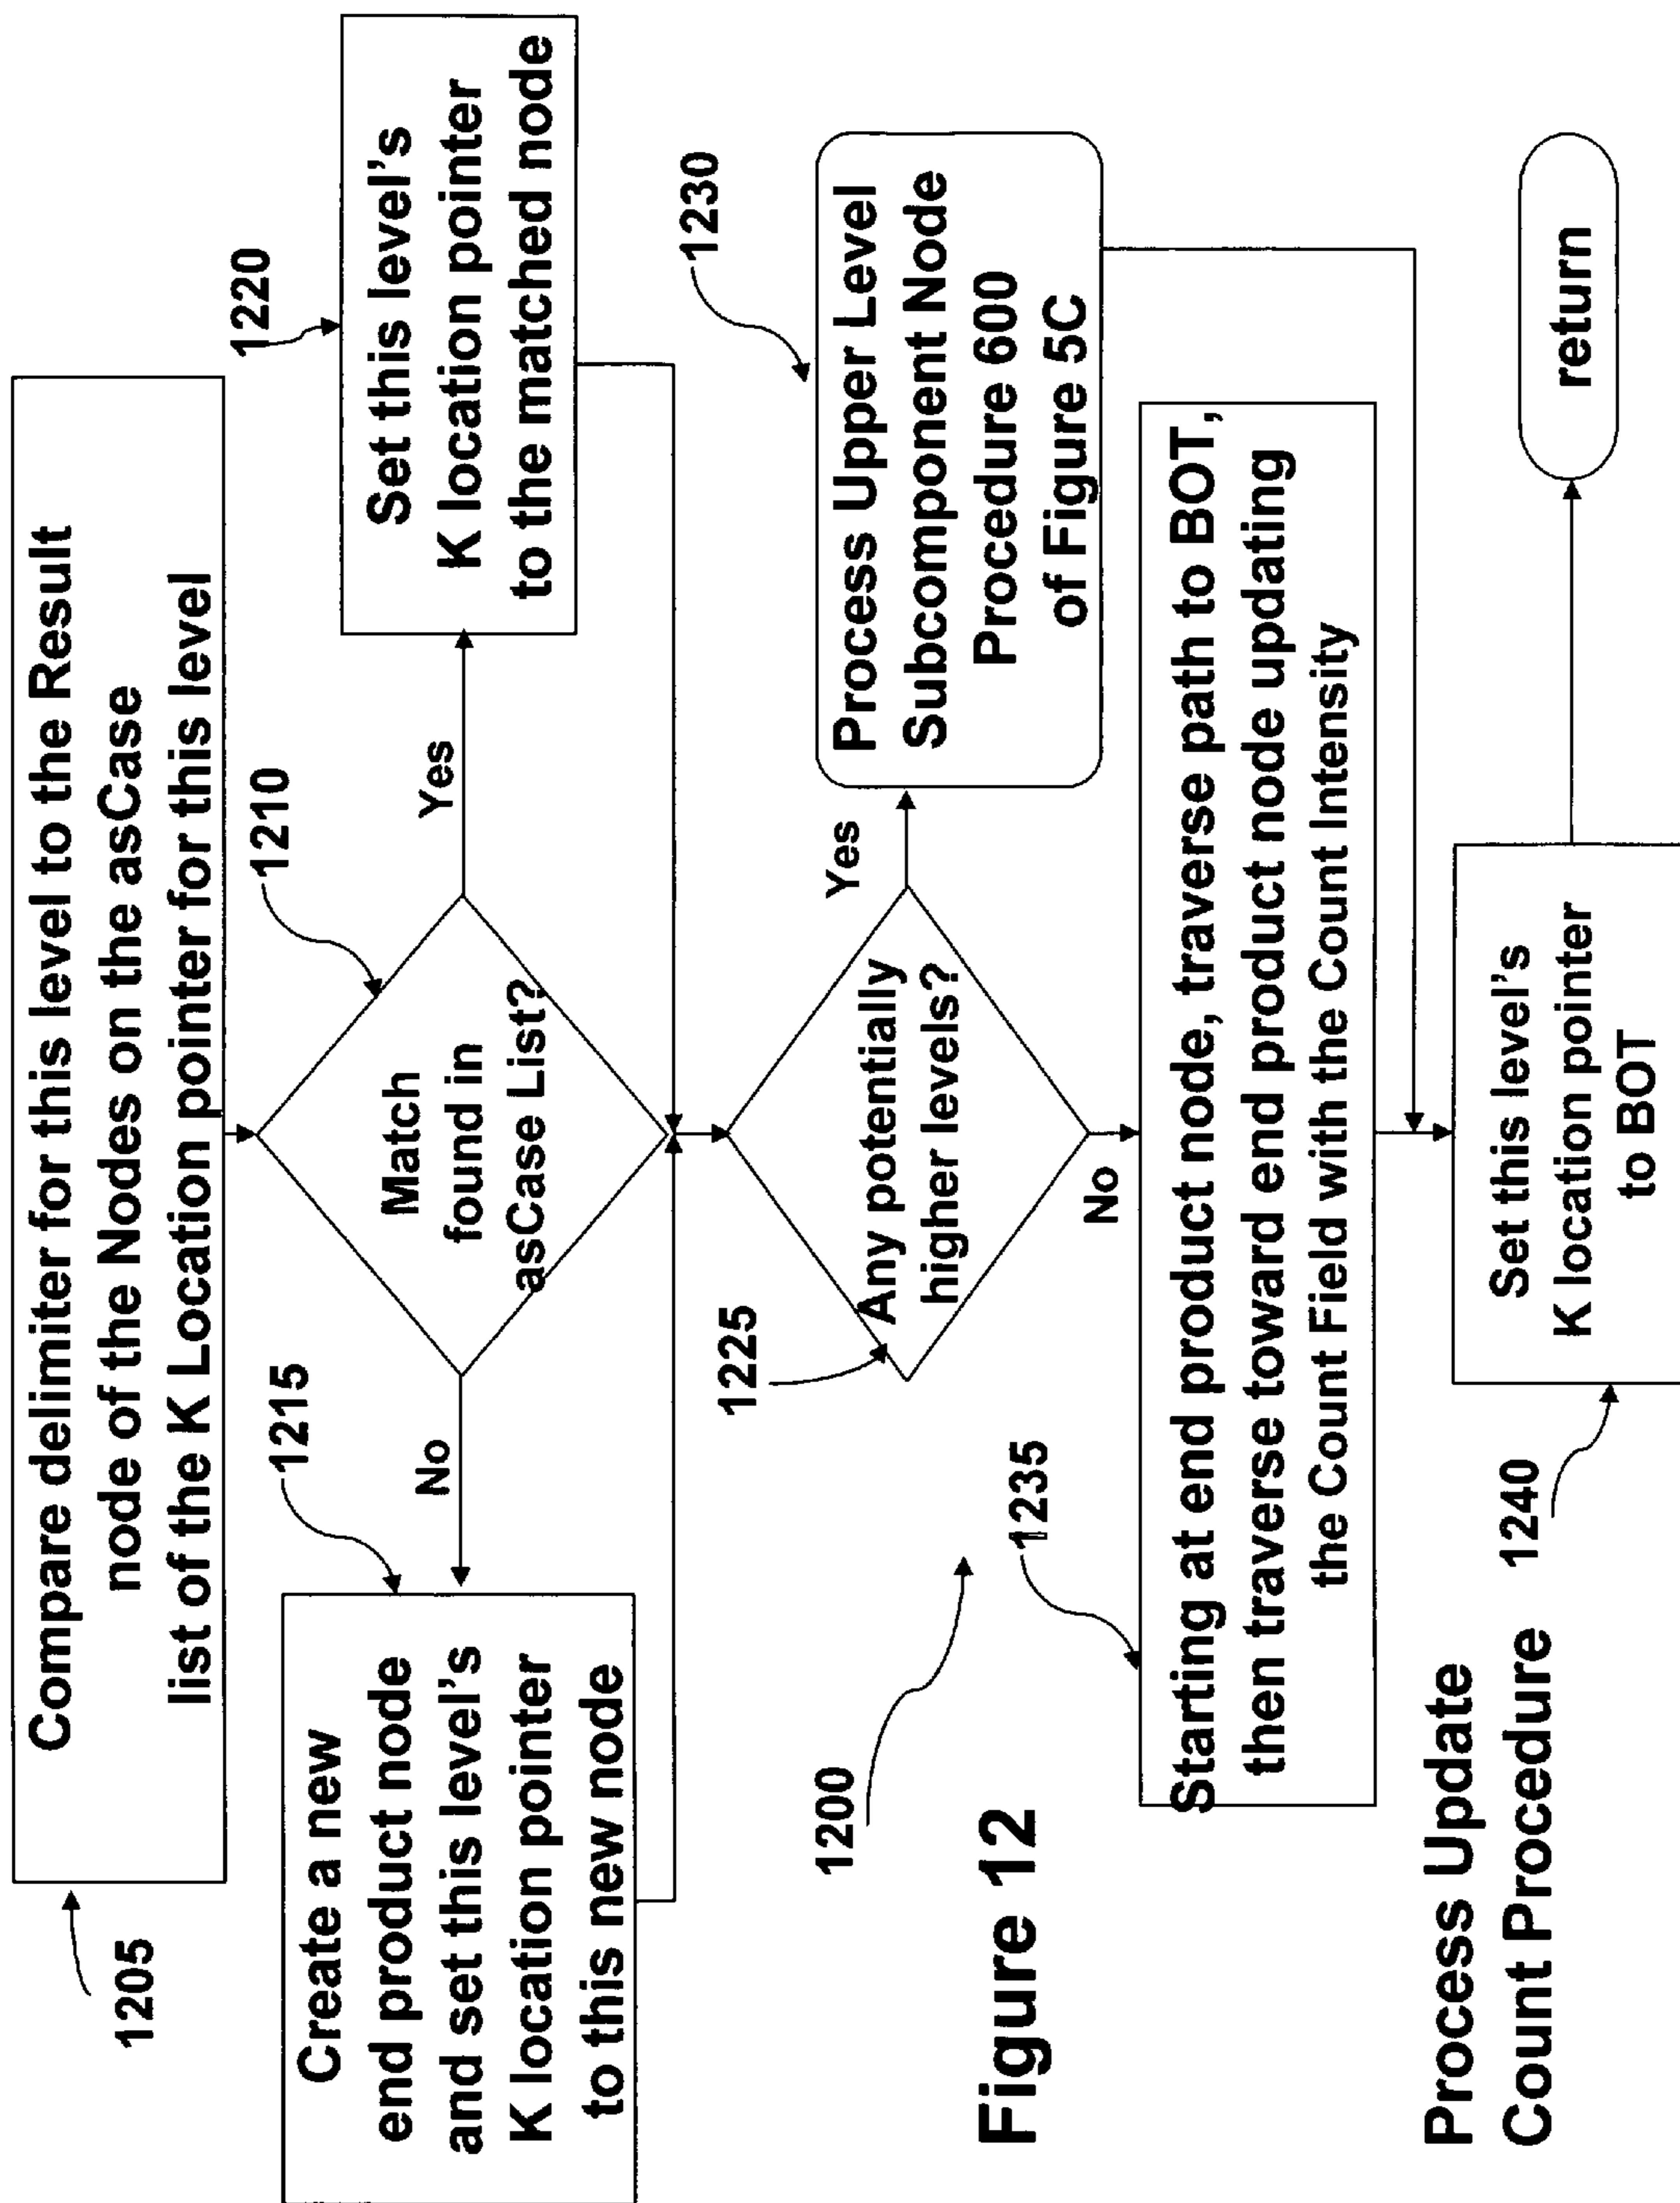 1205
Compare delimiter for this level to the Result
node of the Nodes on the asCase
list of the K Location pointer for this level
1210
Match
found in
asCase List?
No
Yes
1215
Create a new
end product node
and set this level's
K location pointer
to this new node
1220
Set this level's
K location pointer
to the matched node
1225
Any potentially
higher levels?
Yes
No
1230
Process Upper Level
Subcomponent Node
Procedure 600
of Figure 5C
1200
Figure 12
1235
Starting at end product node, traverse path to BOT,
then traverse toward end product node updating
the Count Field with the Count Intensity
Process Update
Count Procedure
1240
Set this level's
K location pointer
to BOT
return